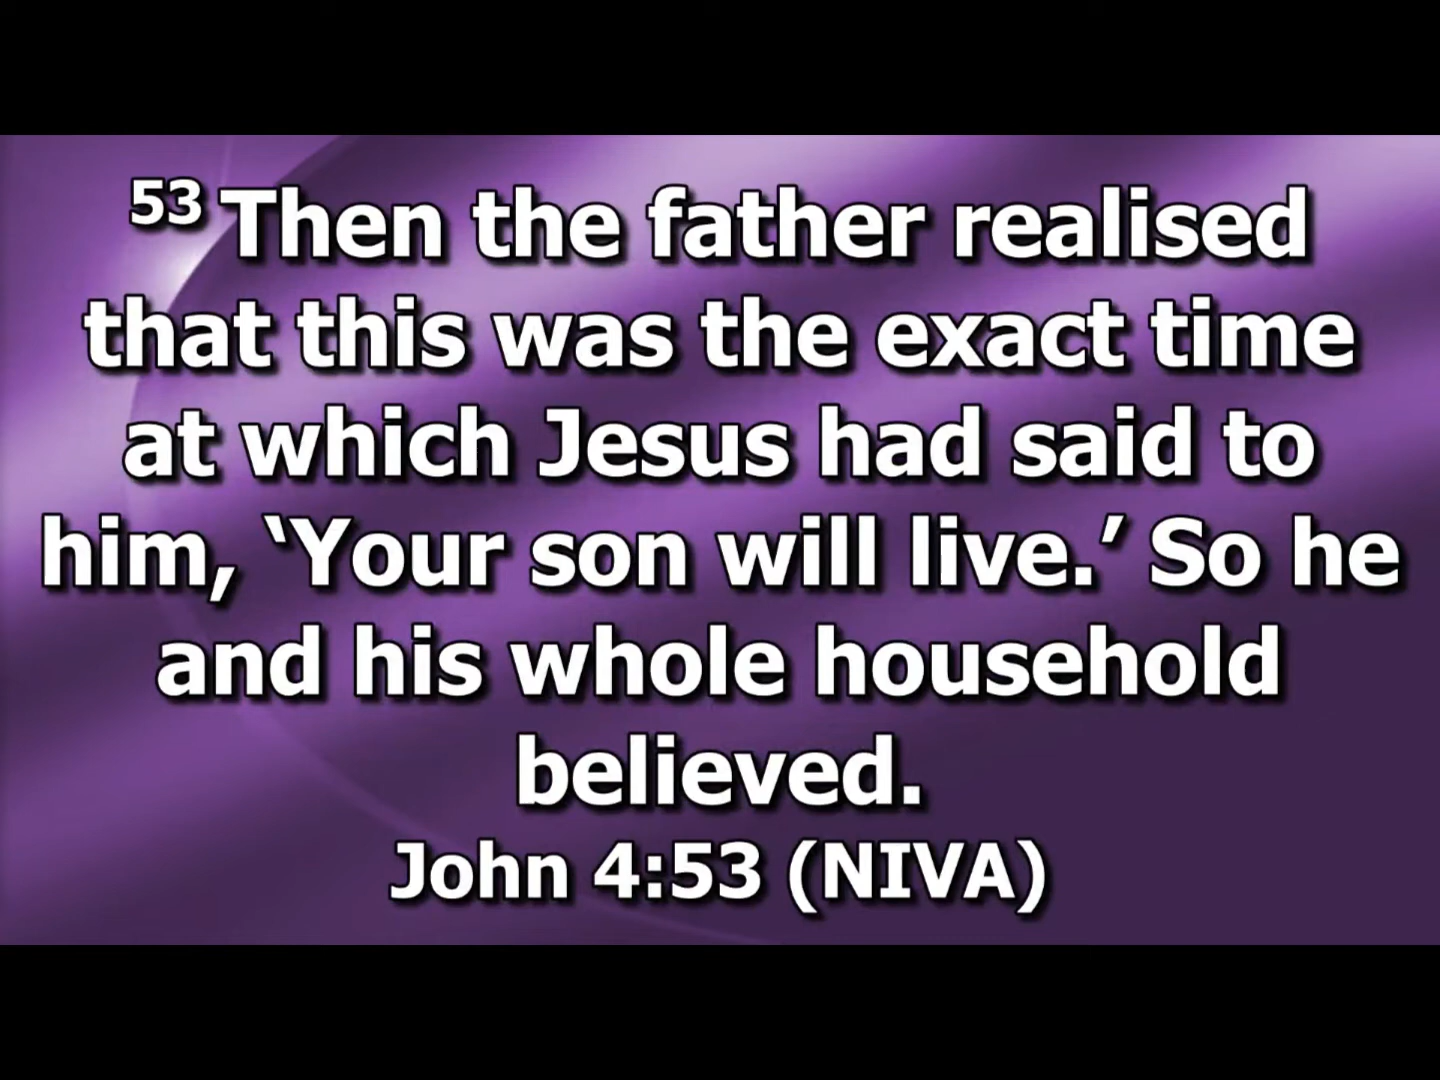 53 Then the father realised
that this was the exact time
at which Jesus had said to
him, ‘Your son will live.’ So he
and his whole household
believed.
John 4:53 (NIVA)